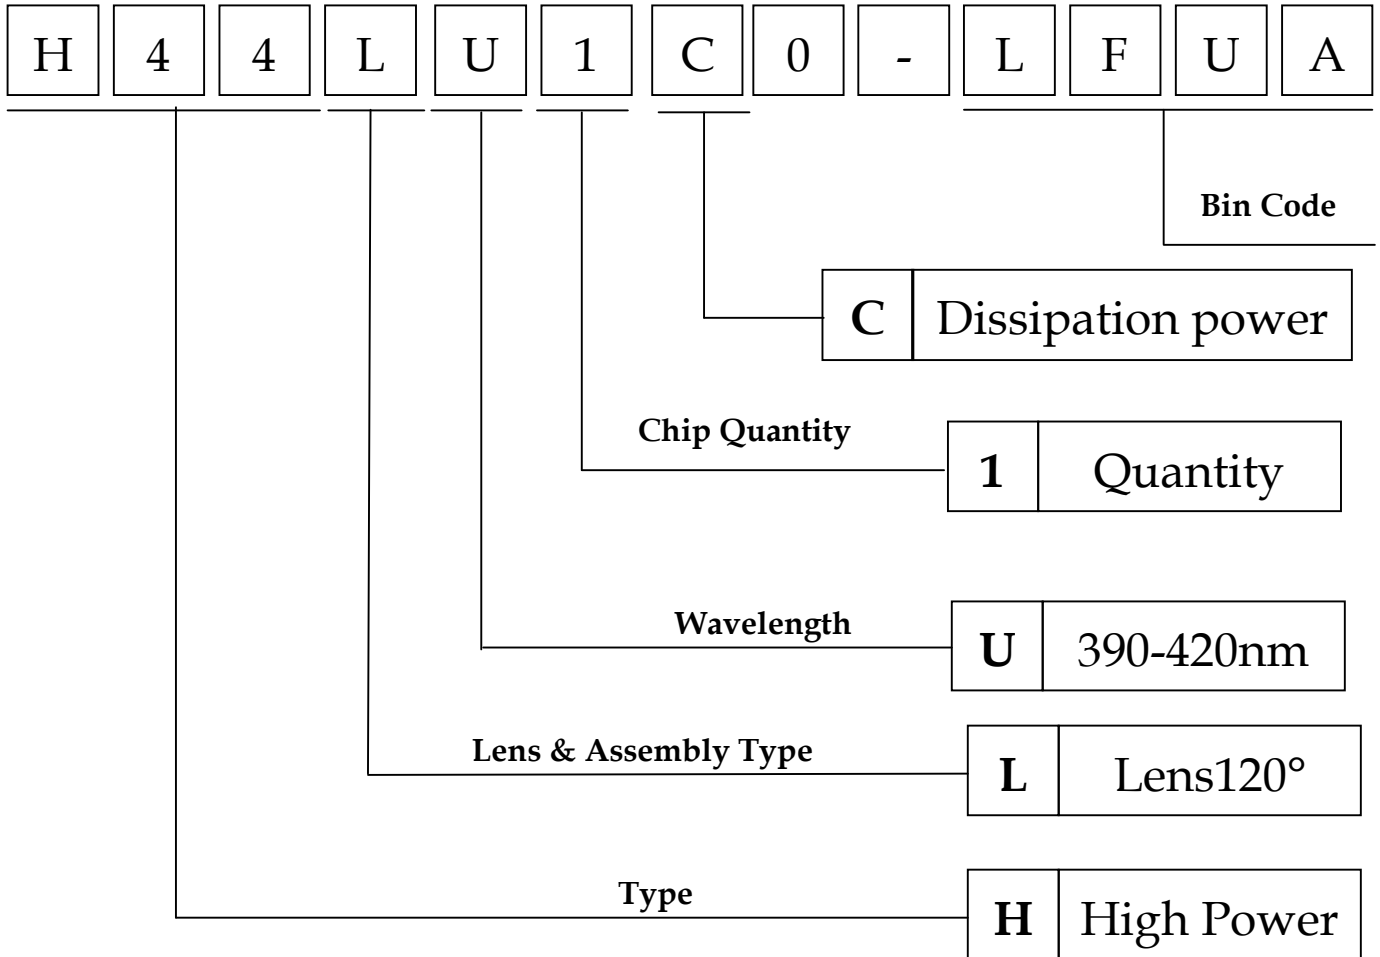 H 4 4 L U 1 C 0 - L F U A
Bin Code
C Dissipation power
Chip Quantity
1 Quantity
Wavelength
U 390-420nm
Lens & Assembly Type
L Lens120°
Type
H High Power